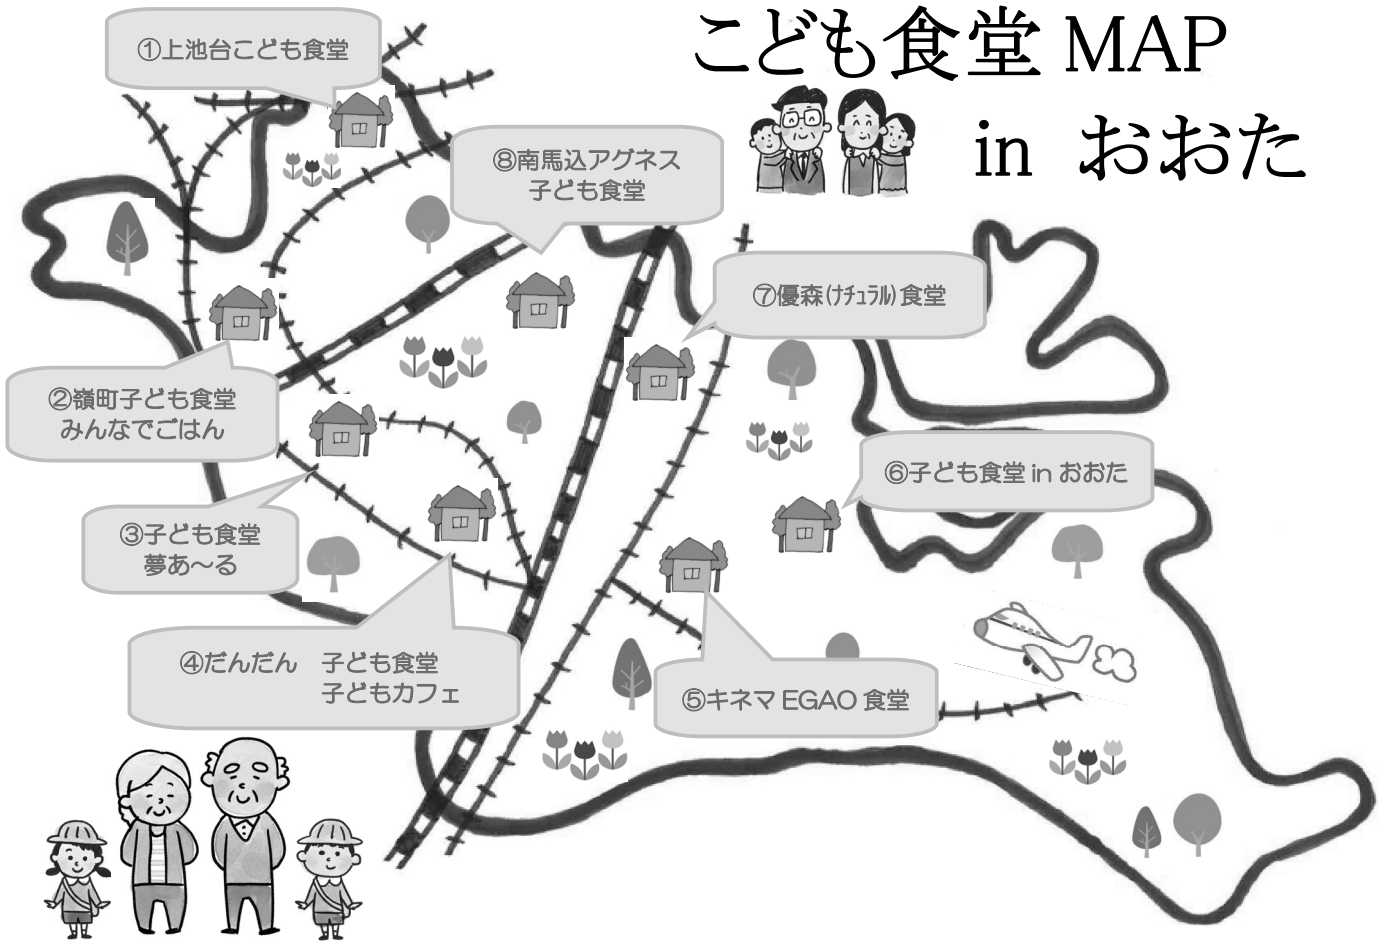 こども食堂 MAP
in おおた
①上池台こども食堂
⑧南馬込アグネス
子ども食堂
⑦優森(ﾅﾁｭﾗﾙ)食堂
②嶺町子ども食堂
みんなでごはん
⑥子ども食堂 in おおた
③子ども食堂
夢あ～る
④だんだん　子ども食堂
子どもカフェ
⑤キネマ EGAO 食堂